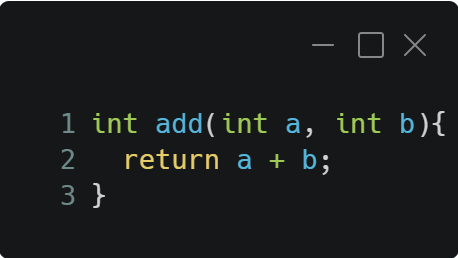 1 int add(int a, int b){
2   return a + b;
3 }